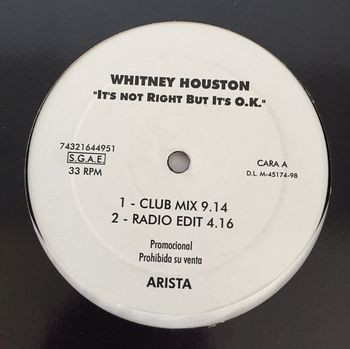 WHITNEY HOUSTON
"IT'S NOT RIGHT BUT IT'S O.K."
74321644951
S.G.A.E.
33 RPM
CARA A
D.L. M-45174-98
1 - CLUB MIX 9.14
2 - RADIO EDIT 4.16
Promocional
Prohibida su venta
ARISTA